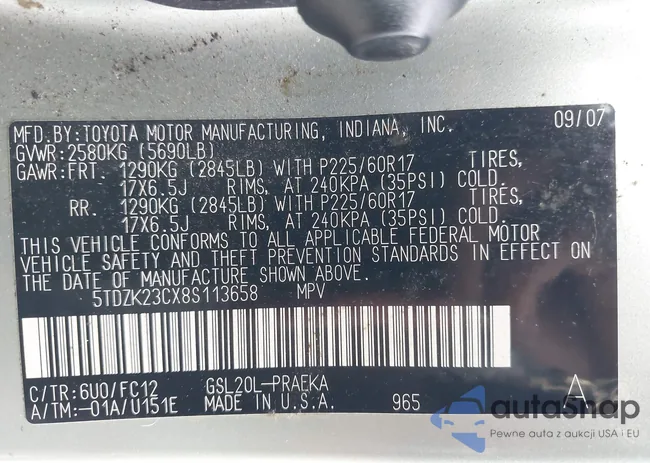 MFD.BY:TOYOTA MOTOR MANUFACTURING, INDIANA, INC. 09/07
GVWR:2580KG (5690LB)
GAWR:FRT. 1290KG (2845LB) WITH P225/60R17 TIRES,
17X6.5J RIMS, AT 240KPA (35PSI) COLD.
RR. 1290KG (2845LB) WITH P225/60R17 TIRES,
17X6.5J RIMS, AT 240KPA (35PSI) COLD.
THIS VEHICLE CONFORMS TO ALL APPLICABLE FEDERAL MOTOR
VEHICLE SAFETY AND THEFT PREVENTION STANDARDS IN EFFECT ON
THE DATE OF MANUFACTURE SHOWN ABOVE.
5TDZK23CX8S113658 MPV
C/TR:6U0/FC12 GSL20L-PRAEKA
A/TM:-01A/U151E MADE IN U.S.A. 965
A
autaSnap
Pewne auta z aukcji USA i EU